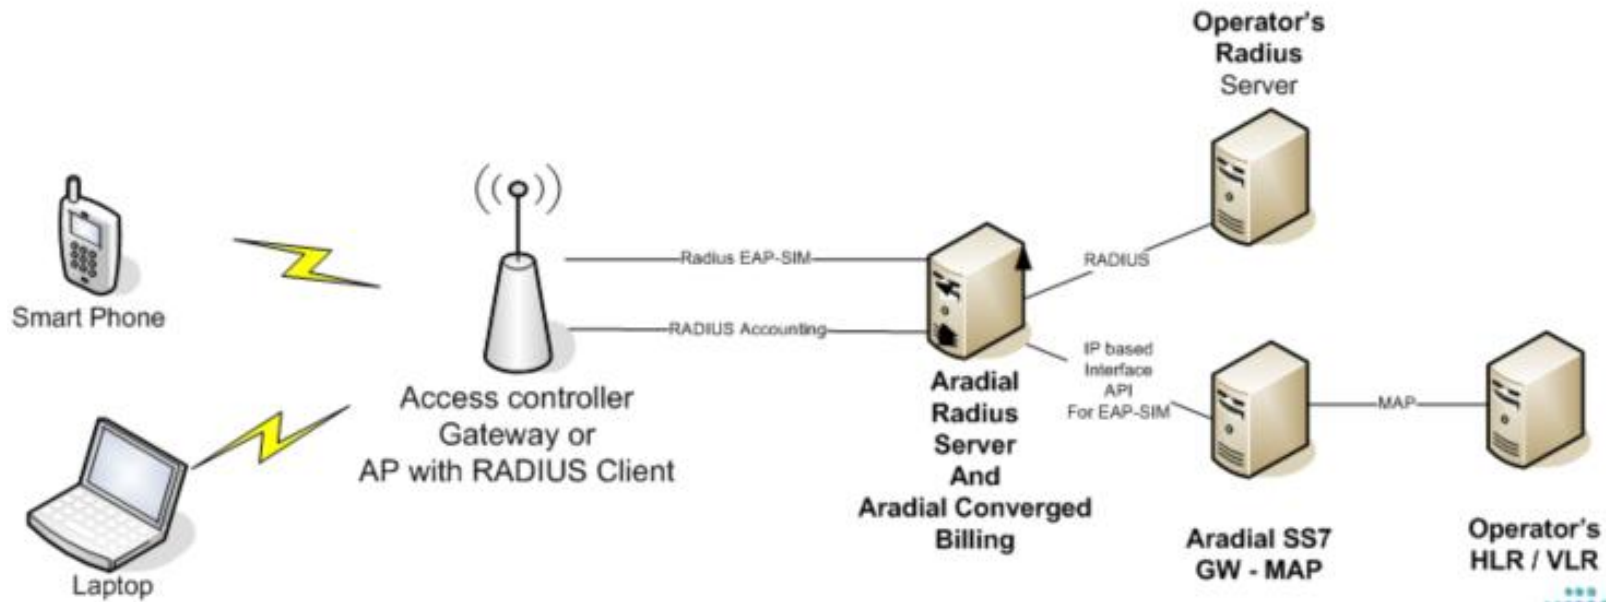 Operator's
Radius
Server
Smart Phone
Radius EAP-SIM
RADIUS Accounting
RADIUS
IP based
Interface
API
For EAP-SIM
MAP
Access controller
Gateway or
AP with RADIUS Client
Aradial
Radius
Server
And
Aradial Converged
Billing
Aradial SS7
GW - MAP
Operator's
HLR / VLR
Laptop